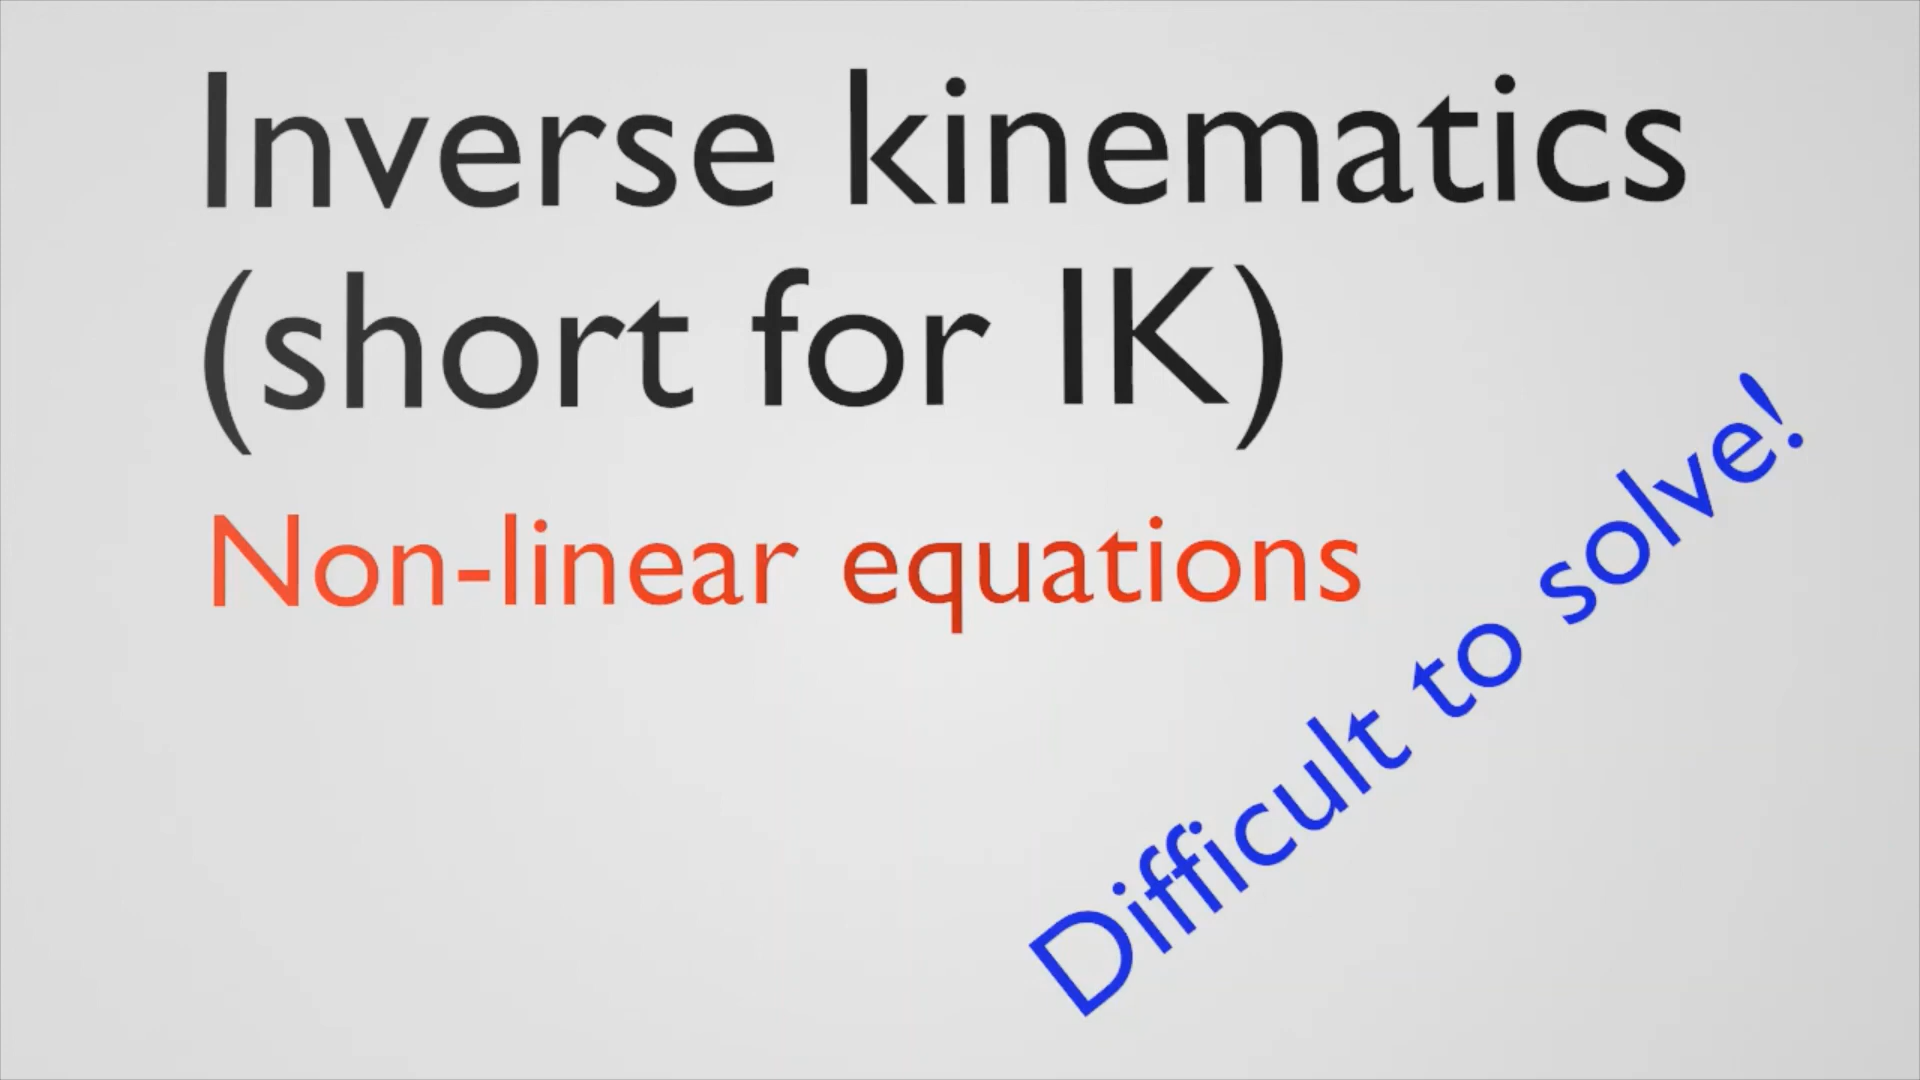 Inverse kinematics
(short for IK)
Non-linear equations
Difficult to solve!